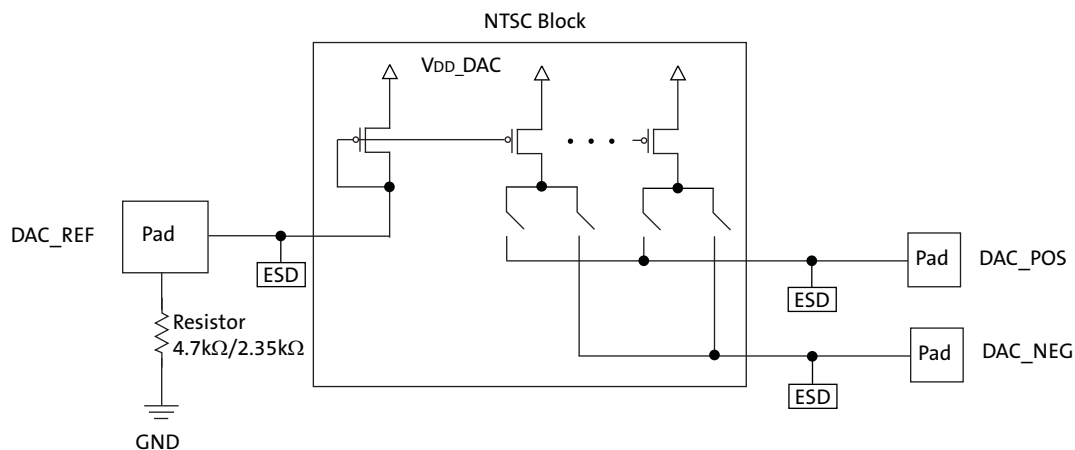 NTSC Block
VDD_DAC
• • •
DAC_REF
Pad
ESD
Resistor
4.7kΩ/2.35kΩ
GND
Pad
DAC_POS
ESD
Pad
DAC_NEG
ESD